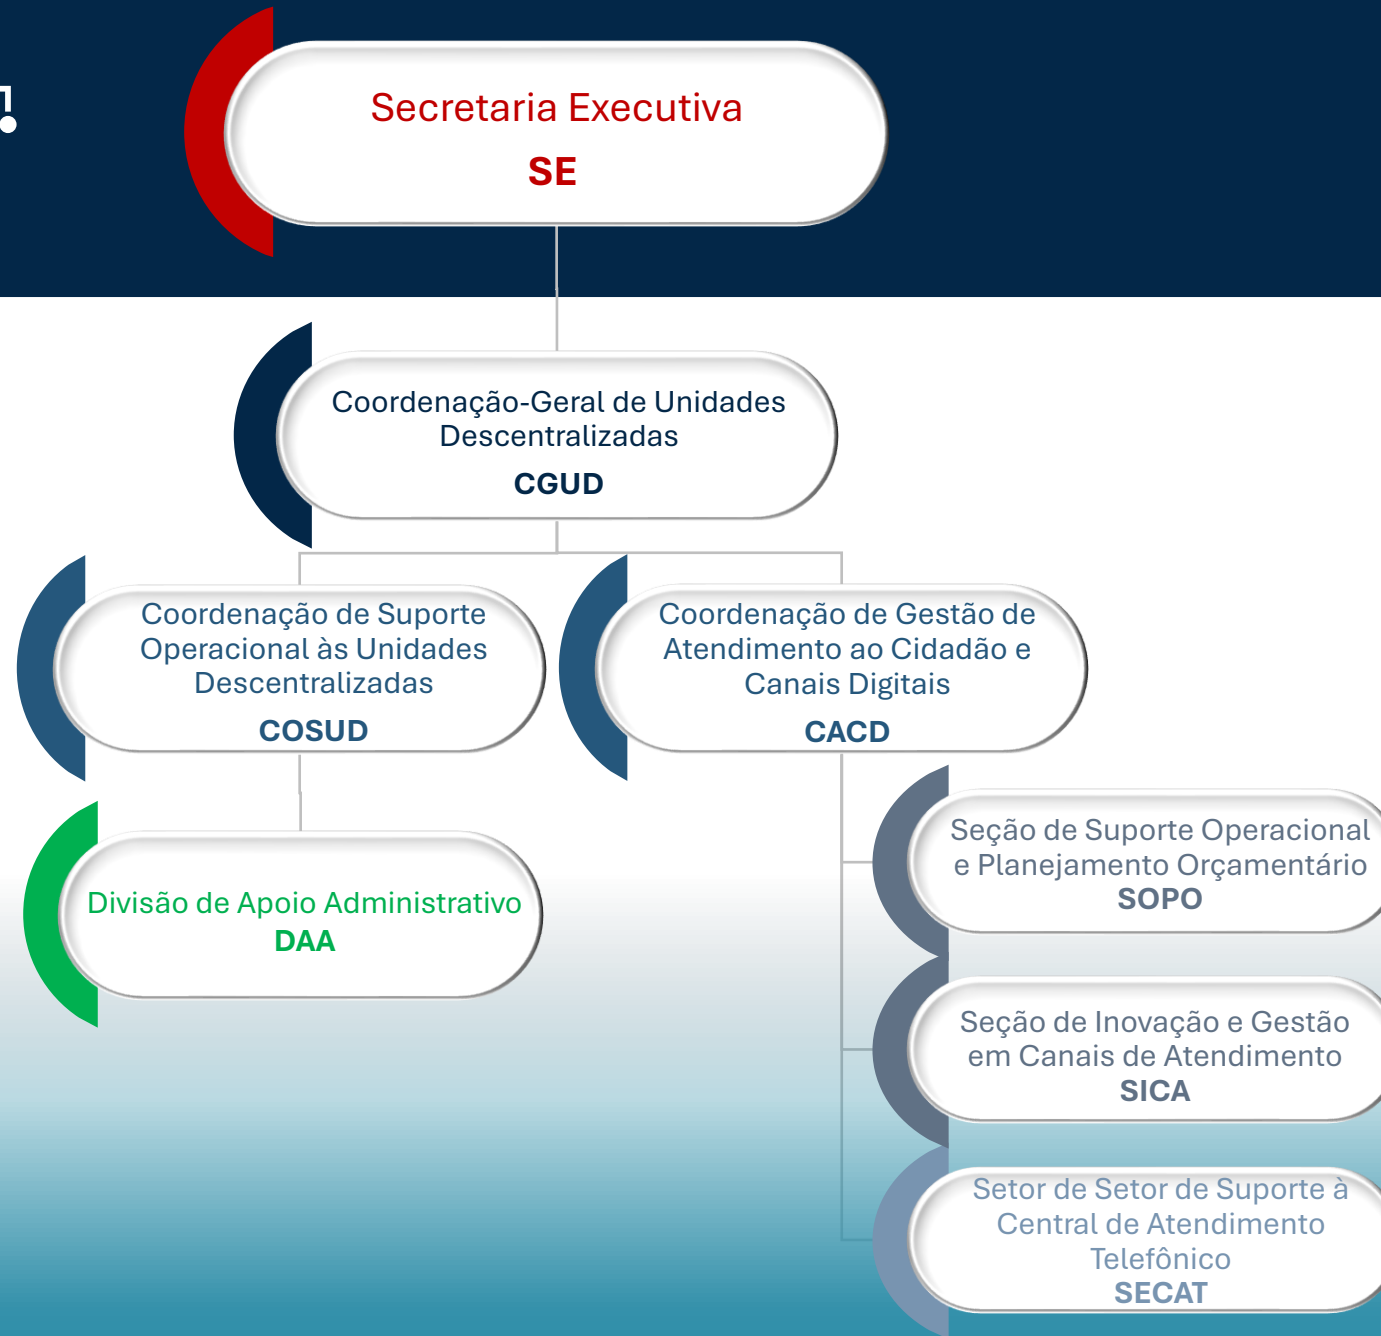 Secretaria Executiva
SE
Coordenação-Geral de Unidades
Descentralizadas
CGUD
Coordenação de Suporte
Operacional às Unidades
Descentralizadas
COSUD
Coordenação de Gestão de
Atendimento ao Cidadão e
Canais Digitais
CACD
Divisão de Apoio Administrativo
DAA
Seção de Suporte Operacional
e Planejamento Orçamentário
SOPO
Seção de Inovação e Gestão
em Canais de Atendimento
SICA
Setor de Setor de Suporte à
Central de Atendimento
Telefônico
SECAT